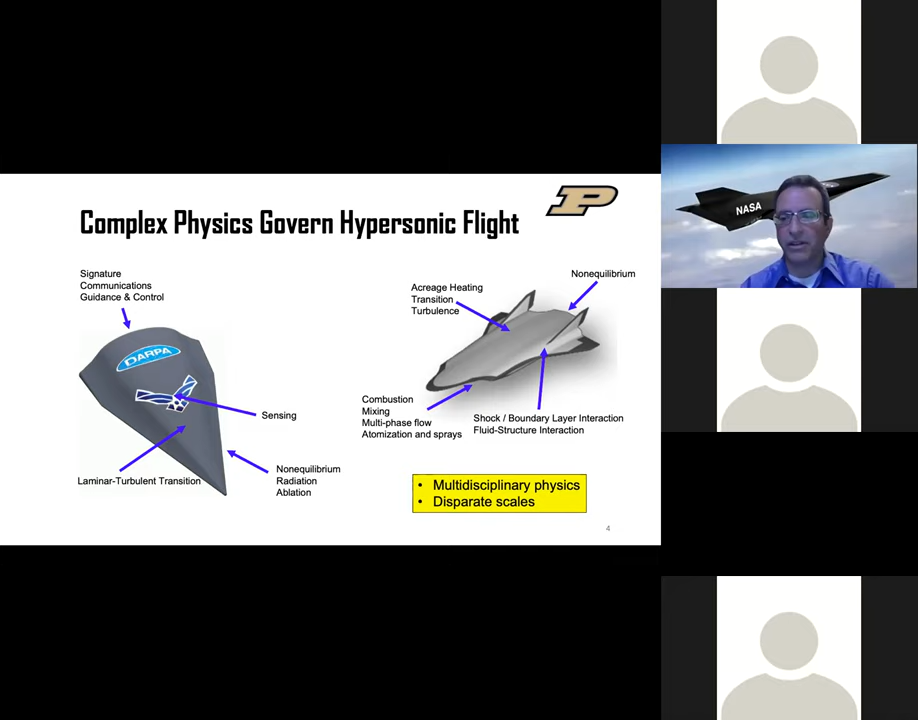 Complex Physics Govern Hypersonic Flight
P
Signature
Communications
Guidance & Control
DARPA
Sensing
Laminar-Turbulent Transition
Nonequilibrium
Radiation
Ablation
Acreage Heating
Transition
Turbulence
Nonequilibrium
Combustion
Mixing
Multi-phase flow
Atomization and sprays
Shock / Boundary Layer Interaction
Fluid-Structure Interaction
• Multidisciplinary physics
• Disparate scales
4
NASA